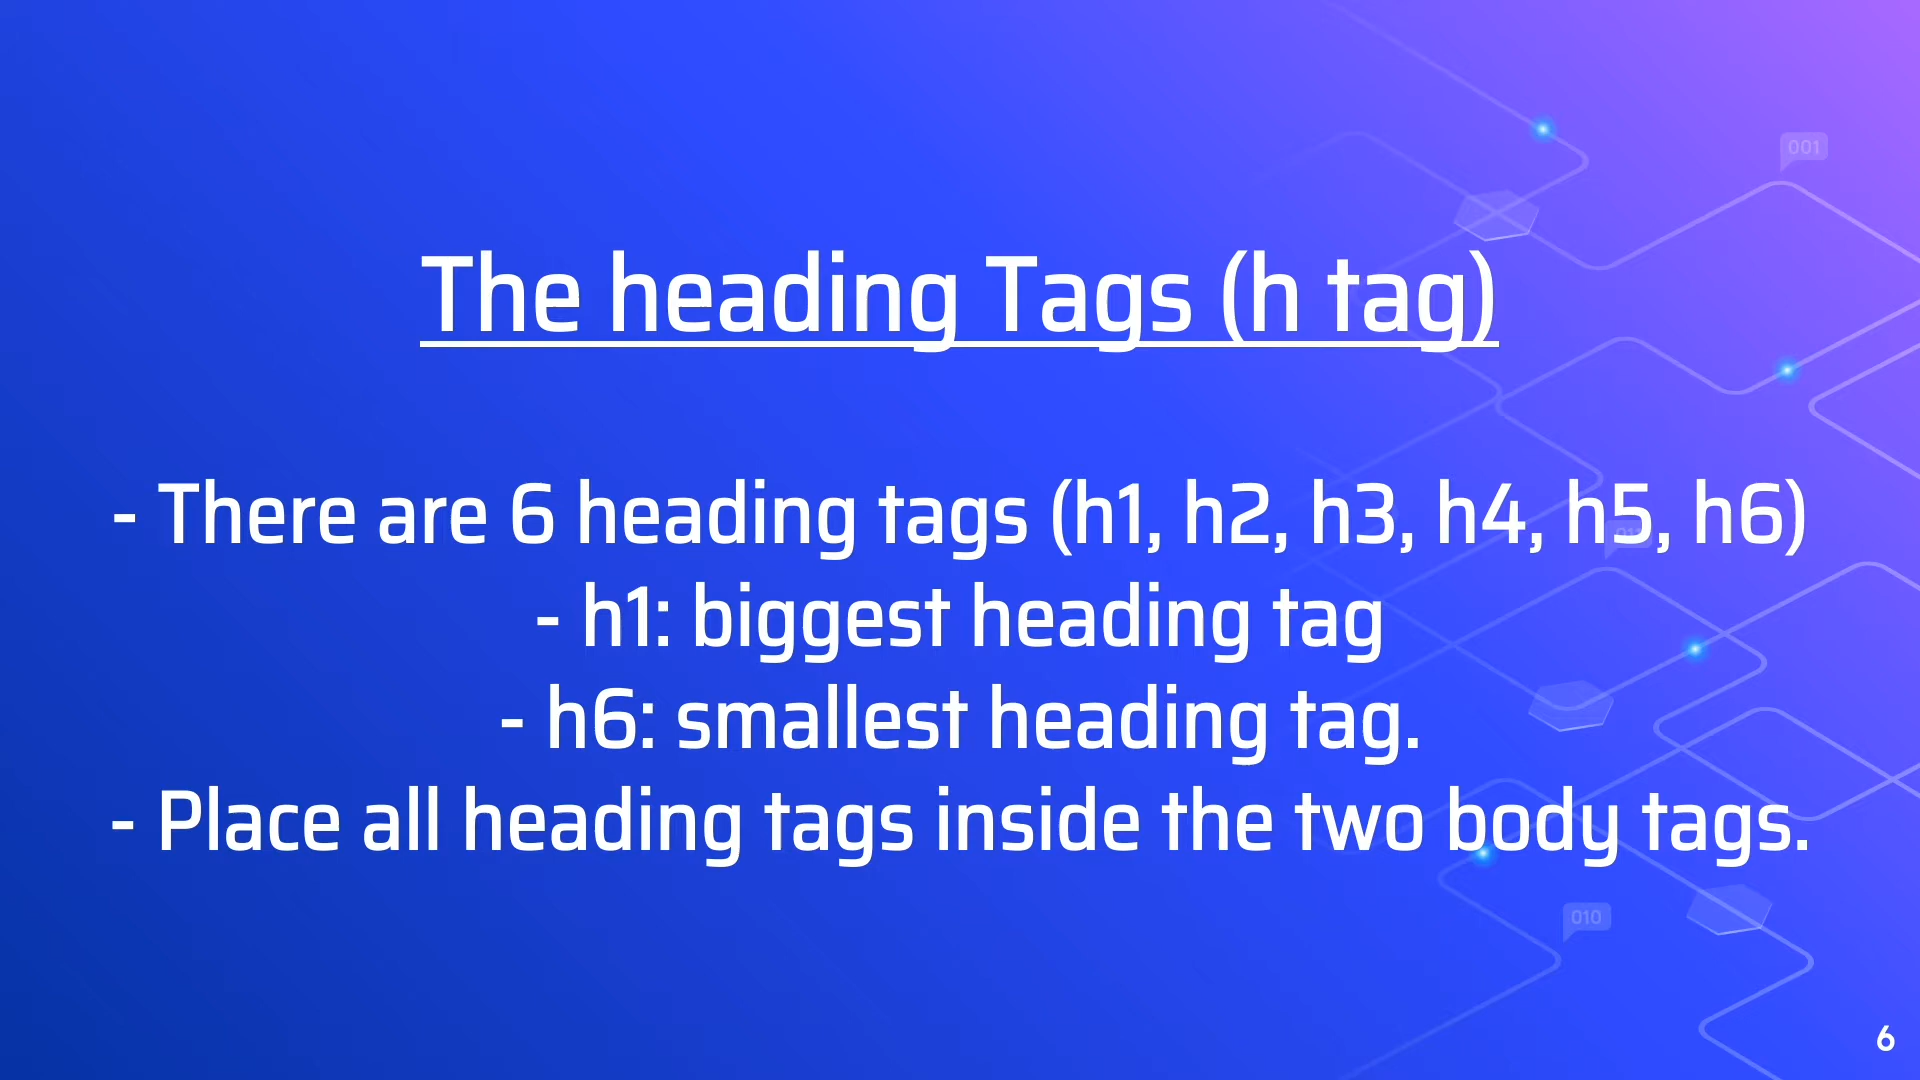 001
The heading Tags (h tag)
- There are 6 heading tags (h1, h2, h3, h4, h5, h6)
- h1: biggest heading tag
- h6: smallest heading tag.
- Place all heading tags inside the two body tags.
010
6